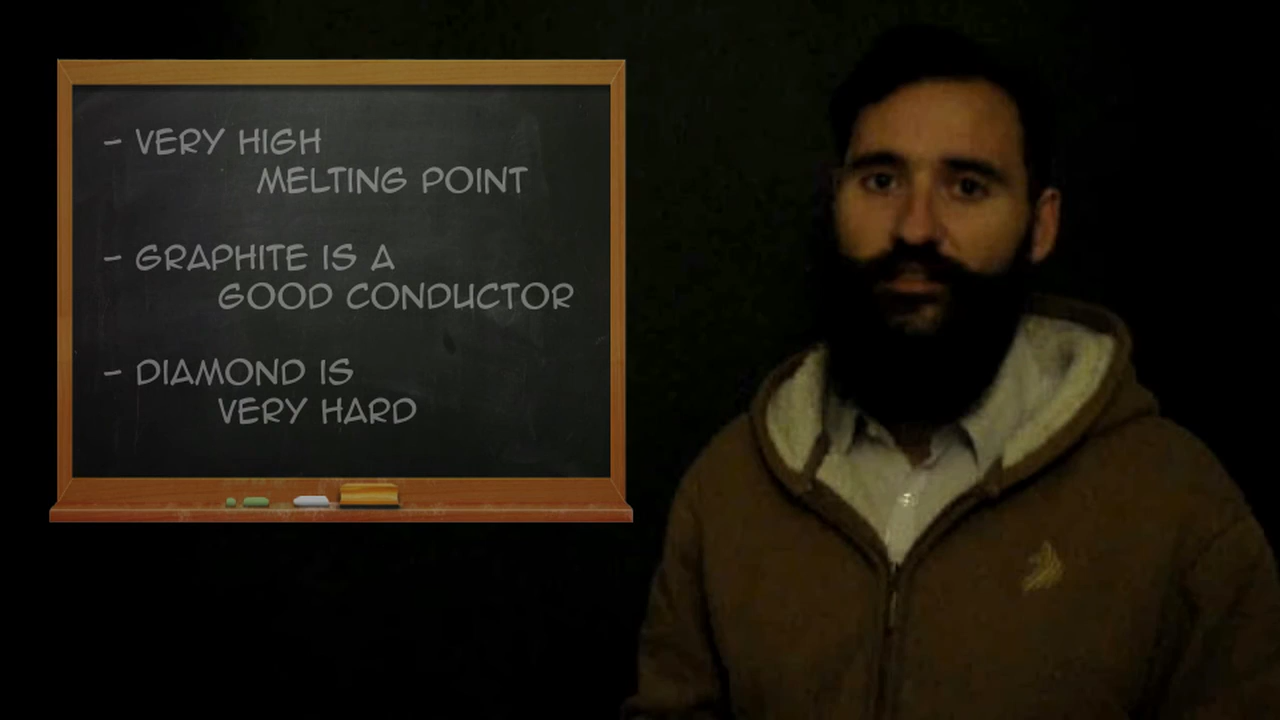 - VERY HIGH
MELTING POINT
- GRAPHITE IS A
GOOD CONDUCTOR
- DIAMOND IS
VERY HARD